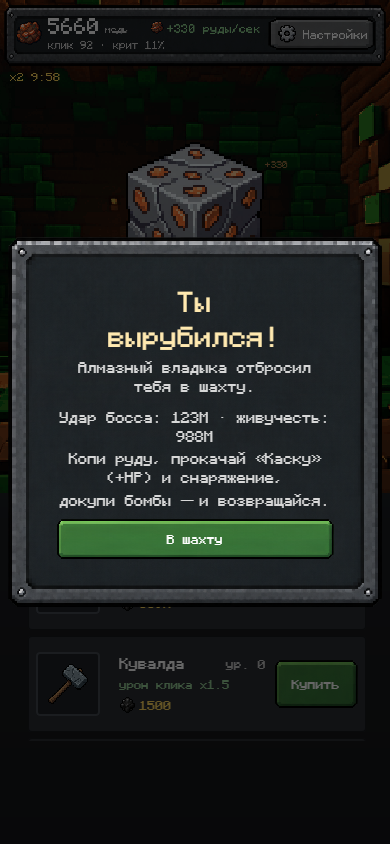 5660 медь +330 руды/сек Настройки
клик 92 · крит 11%
x2 9:58
+330
Ты
вырубился!
Алмазный владыка отбросил
тебя в шахту.
Удар босса: 123M · живучесть:
988M
Копи руду, прокачай «Каску»
(+HP) и снаряжение,
докупи бомбы — и возвращайся.
В шахту
Кувалда ур. 0
урон клика x1.5
Купить
1500